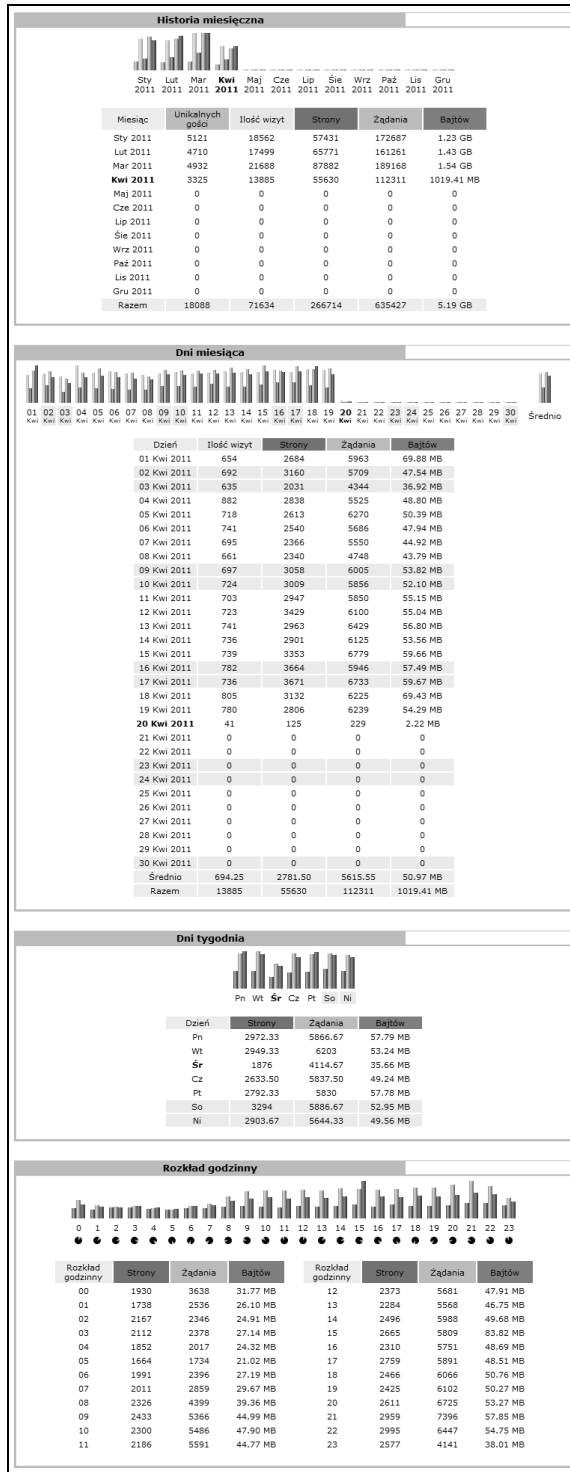 Historia miesięczna
Sty Lut Mar Kwi Maj Cze Lip Śie Wrz Paź Lis Gru
2011 2011 2011 2011 2011 2011 2011 2011 2011 2011 2011 2011
Miesiąc Unikalnych gości Ilość wizyt Strony Żądania Bajtów
Sty 2011 5121 18562 57431 172687 1.23 GB
Lut 2011 4710 17499 65771 161261 1.43 GB
Mar 2011 4932 21688 87882 189168 1.54 GB
Kwi 2011 3325 13885 55630 112311 1019.41 MB
Maj 2011 0 0 0 0 0
Cze 2011 0 0 0 0 0
Lip 2011 0 0 0 0 0
Śie 2011 0 0 0 0 0
Wrz 2011 0 0 0 0 0
Paź 2011 0 0 0 0 0
Lis 2011 0 0 0 0 0
Gru 2011 0 0 0 0 0
Razem 18088 71634 266714 635427 5.19 GB
Dni miesiąca
01 02 03 04 05 06 07 08 09 10 11 12 13 14 15 16 17 18 19 20 21 22 23 24 25 26 27 28 29 30 Średnio
Kwi Kwi Kwi Kwi Kwi Kwi Kwi Kwi Kwi Kwi Kwi Kwi Kwi Kwi Kwi Kwi Kwi Kwi Kwi Kwi Kwi Kwi Kwi Kwi Kwi Kwi Kwi Kwi Kwi Kwi
Dzień Ilość wizyt Strony Żądania Bajtów
01 Kwi 2011 654 2684 5963 69.88 MB
02 Kwi 2011 692 3160 5709 47.54 MB
03 Kwi 2011 635 2031 4344 36.92 MB
04 Kwi 2011 882 2838 5525 48.80 MB
05 Kwi 2011 718 2613 6270 50.39 MB
06 Kwi 2011 741 2540 5686 47.94 MB
07 Kwi 2011 695 2366 5550 44.92 MB
08 Kwi 2011 661 2340 4748 43.79 MB
09 Kwi 2011 697 3058 6005 53.82 MB
10 Kwi 2011 724 3009 5856 52.10 MB
11 Kwi 2011 703 2947 5850 55.15 MB
12 Kwi 2011 723 3429 6100 55.04 MB
13 Kwi 2011 741 2963 6429 56.80 MB
14 Kwi 2011 736 2901 6125 53.56 MB
15 Kwi 2011 739 3353 6779 59.66 MB
16 Kwi 2011 782 3664 5946 57.49 MB
17 Kwi 2011 736 3671 6733 59.67 MB
18 Kwi 2011 805 3132 6225 69.43 MB
19 Kwi 2011 780 2806 6239 54.29 MB
20 Kwi 2011 41 125 229 2.22 MB
21 Kwi 2011 0 0 0 0
22 Kwi 2011 0 0 0 0
23 Kwi 2011 0 0 0 0
24 Kwi 2011 0 0 0 0
25 Kwi 2011 0 0 0 0
26 Kwi 2011 0 0 0 0
27 Kwi 2011 0 0 0 0
28 Kwi 2011 0 0 0 0
29 Kwi 2011 0 0 0 0
30 Kwi 2011 0 0 0 0
Średnio 694.25 2781.50 5615.55 50.97 MB
Razem 13885 55630 112311 1019.41 MB
Dni tygodnia
Pn Wt Śr Cz Pt So Ni
Dzień Strony Żądania Bajtów
Pn 2972.33 5866.67 57.79 MB
Wt 2949.33 6203 53.24 MB
Śr 1876 4114.67 35.66 MB
Cz 2633.50 5837.50 49.24 MB
Pt 2792.33 5830 57.78 MB
So 3294 5886.67 52.95 MB
Ni 2903.67 5644.33 49.56 MB
Rozkład godzinny
0 1 2 3 4 5 6 7 8 9 10 11 12 13 14 15 16 17 18 19 20 21 22 23
Rozkład godzinny Strony Żądania Bajtów Rozkład godzinny Strony Żądania Bajtów
00 1930 3638 31.77 MB 12 2373 5681 47.91 MB
01 1738 2536 26.10 MB 13 2284 5568 46.75 MB
02 2167 2346 24.91 MB 14 2496 5988 49.68 MB
03 2112 2378 27.14 MB 15 2665 5809 83.82 MB
04 1852 2017 24.32 MB 16 2310 5751 48.69 MB
05 1664 1734 21.02 MB 17 2759 5891 48.51 MB
06 1991 2396 27.19 MB 18 2466 6066 50.76 MB
07 2011 2859 29.67 MB 19 2425 6102 50.27 MB
08 2326 4399 39.36 MB 20 2611 6725 53.27 MB
09 2433 5366 44.99 MB 21 2959 7396 57.85 MB
10 2300 5486 47.90 MB 22 2995 6447 54.75 MB
11 2186 5591 44.77 MB 23 2577 4141 38.01 MB